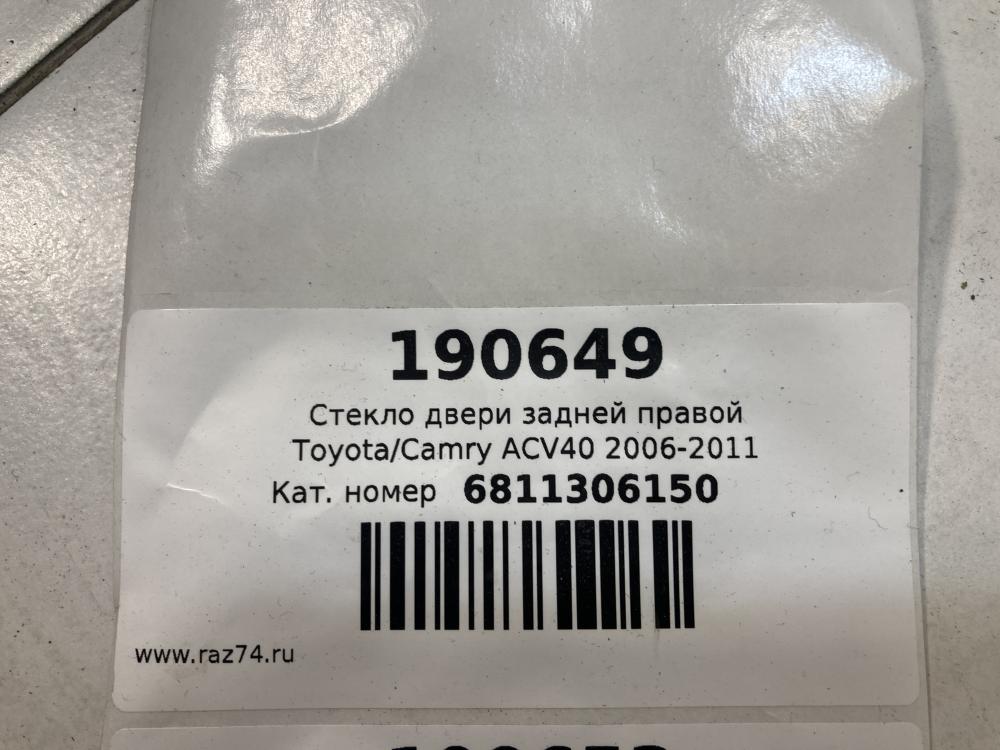 190649
Стекло двери задней правой
Toyota/Camry ACV40 2006-2011
Кат. номер 6811306150
www.raz74.ru